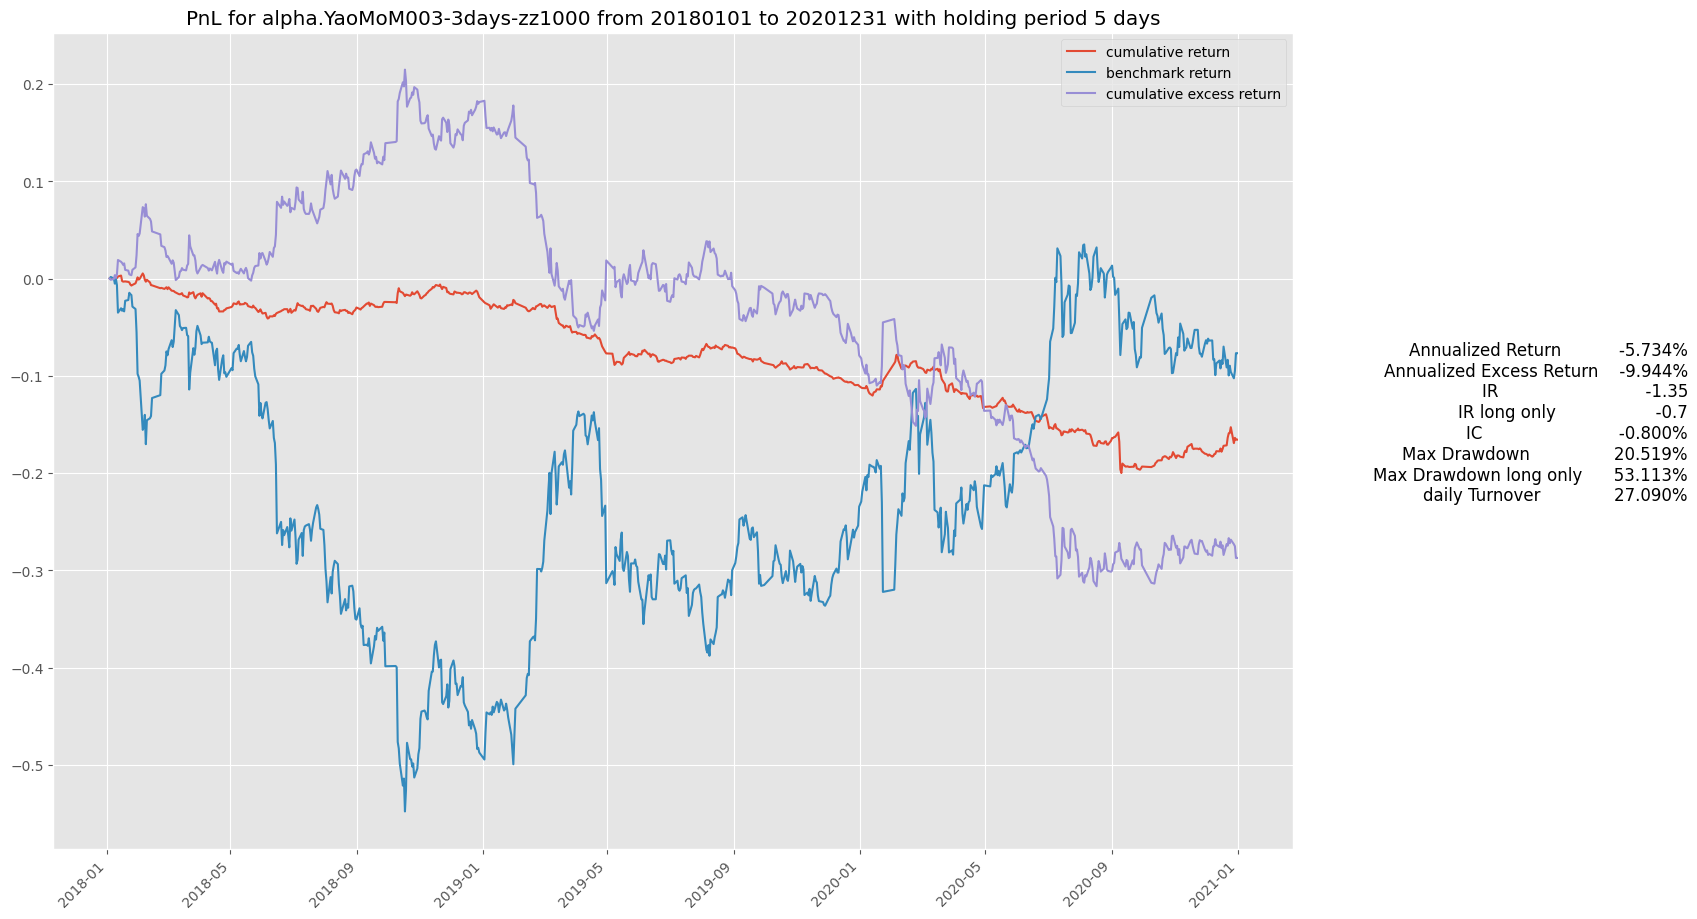 PnL for alpha.YaoMoM003-3days-zz1000 from 20180101 to 20201231 with holding period 5 days
cumulative return
benchmark return
cumulative excess return
0.2
0.1
0.0
−0.1
−0.2
−0.3
−0.4
−0.5
Annualized Return -5.734%
Annualized Excess Return -9.944%
IR -1.35
IR long only -0.7
IC -0.800%
Max Drawdown 20.519%
Max Drawdown long only 53.113%
daily Turnover 27.090%
2018-01
2018-05
2018-09
2019-01
2019-05
2019-09
2020-01
2020-05
2020-09
2021-01